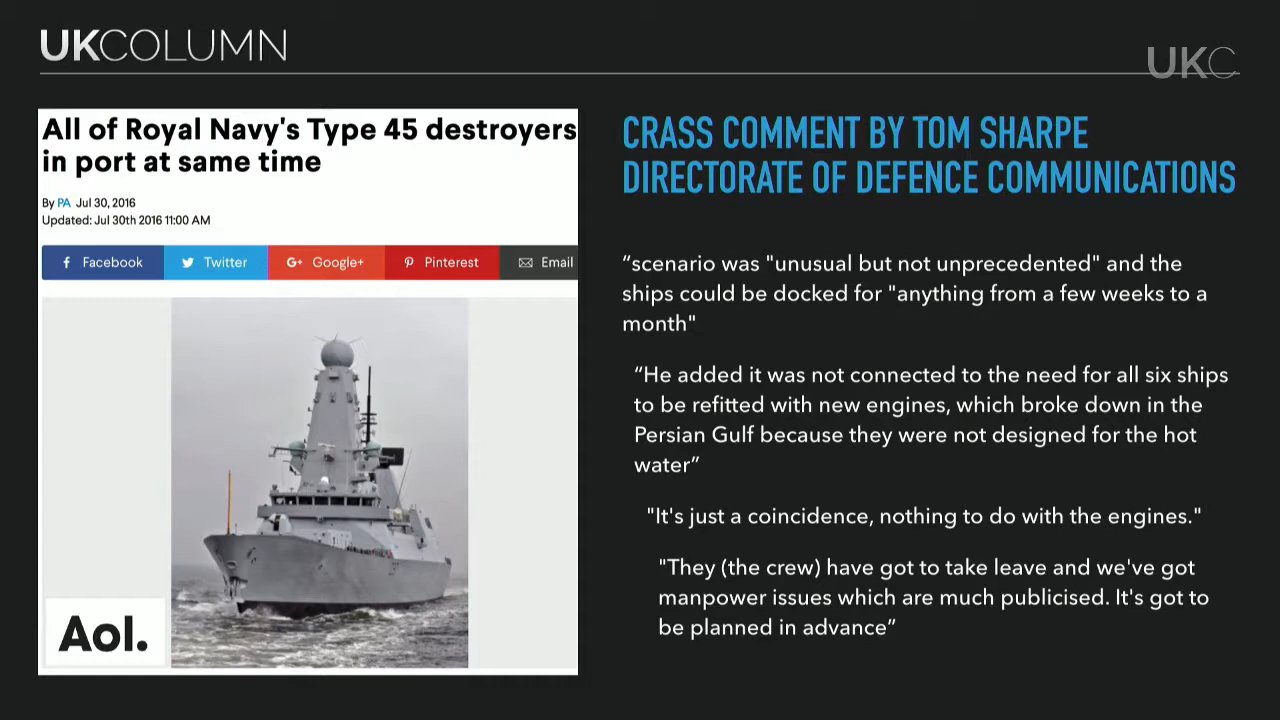 UKCOLUMN
UKC
All of Royal Navy's Type 45 destroyers
in port at same time
By PA Jul 30, 2016
Updated: Jul 30th 2016 11:00 AM
Facebook
Twitter
Google+
Pinterest
Email
Aol.
CRASS COMMENT BY TOM SHARPE
DIRECTORATE OF DEFENCE COMMUNICATIONS
“scenario was "unusual but not unprecedented" and the
ships could be docked for "anything from a few weeks to a
month"
“He added it was not connected to the need for all six ships
to be refitted with new engines, which broke down in the
Persian Gulf because they were not designed for the hot
water”
"It's just a coincidence, nothing to do with the engines."
"They (the crew) have got to take leave and we've got
manpower issues which are much publicised. It's got to
be planned in advance”